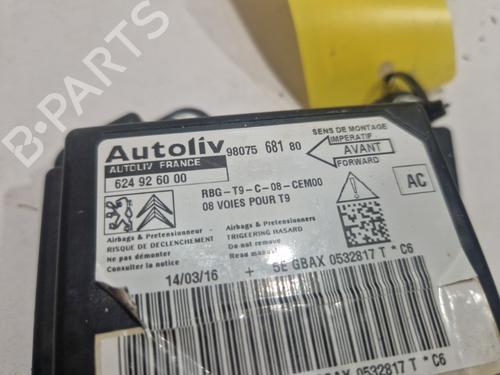 B-PARTS
Autoliv
AUTOLIV FRANCE
624 92 60 00
98075 681 80
SENS DE MONTAGE
IMPERATIF
AVANT
FORWARD
RBG-T9-C-08-CEM00
08 VOIES POUR T9
AC
Airbags & Pretensionneur
RISQUE DE DECLENCHEMENT
Ne pas démonter
Consulter la notice
Airbags & Pretensioners
TRIGEERING HASARD
Do not remove
Read manual
14/03/16 + 5E GBAX 0532817 T * C6
GBAX 0532817 T * C6